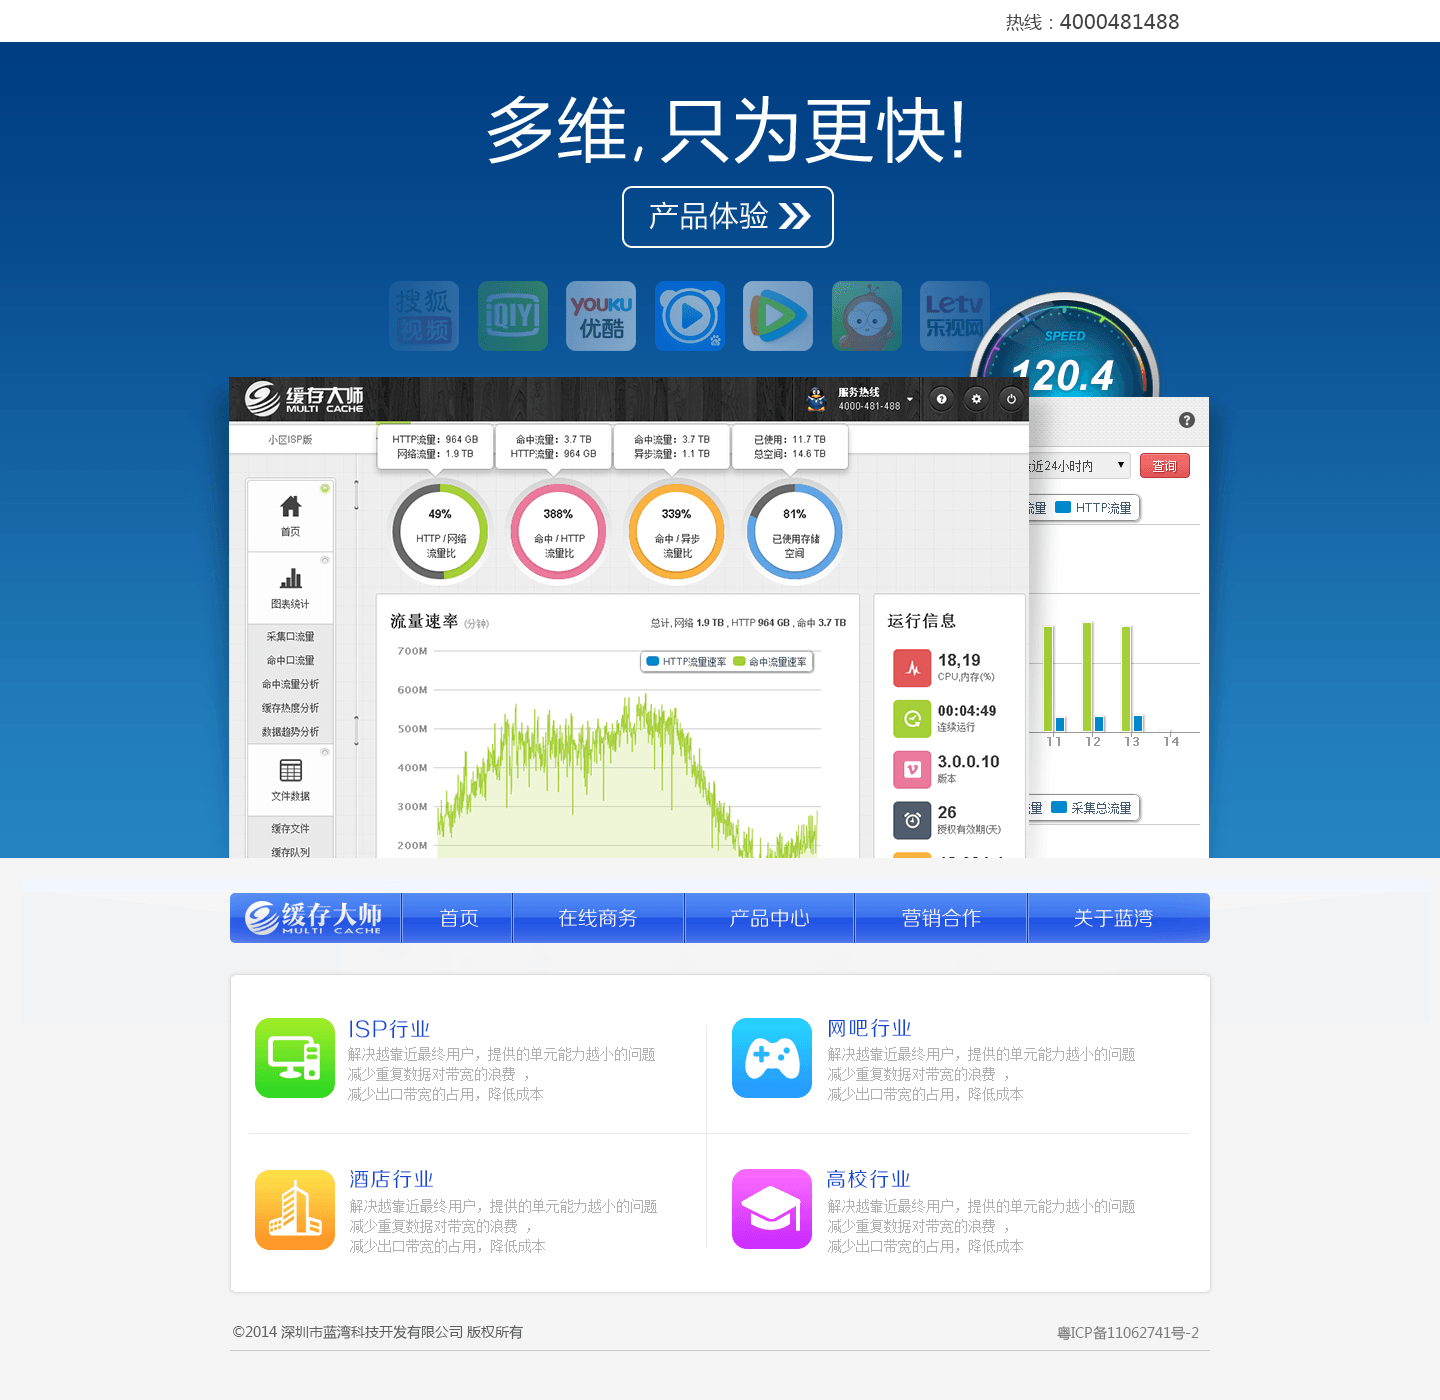 热线：4000481488
多维,只为更快!
产品体验
搜狐
视频
iQIYI
YOUKU
优酷
Letv
乐视网
SPEED
120.4
缓存大师
MULTI CACHE
服务热线
4000-481-488
小区ISP版
HTTP流量：964 GB
网络流量：1.9 TB
命中流量：3.7 TB
HTTP流量：964 GB
命中流量：3.7 TB
异步流量：1.1 TB
已使用：11.7 TB
总空间：14.6 TB
近24小时内
查询
流量
HTTP流量
49%
HTTP / 网络
流量比
388%
命中 / HTTP
流量比
339%
命中 / 异步
流量比
81%
已使用存储
空间
首页
图表统计
采集口流量
命中口流量
命中流量分析
缓存热度分析
数据趋势分析
文件数据
缓存文件
缓存队列
流量速率 (分钟)
总计, 网络 1.9 TB , HTTP 964 GB , 命中 3.7 TB
HTTP流量速率
命中流量速率
700M
600M
500M
400M
300M
200M
运行信息
18,19
CPU,内存(%)
00:04:49
连续运行
3.0.0.10
版本
26
授权有效期(天)
11 12 13 14
量
采集总流量
缓存大师
MULTI CACHE
首页
在线商务
产品中心
营销合作
关于蓝湾
ISP行业
解决越靠近最终用户，提供的单元能力越小的问题
减少重复数据对带宽的浪费 ，
减少出口带宽的占用，降低成本
网吧行业
解决越靠近最终用户，提供的单元能力越小的问题
减少重复数据对带宽的浪费 ，
减少出口带宽的占用，降低成本
酒店行业
解决越靠近最终用户，提供的单元能力越小的问题
减少重复数据对带宽的浪费 ，
减少出口带宽的占用，降低成本
高校行业
解决越靠近最终用户，提供的单元能力越小的问题
减少重复数据对带宽的浪费 ，
减少出口带宽的占用，降低成本
©2014 深圳市蓝湾科技开发有限公司 版权所有
粤ICP备11062741号-2